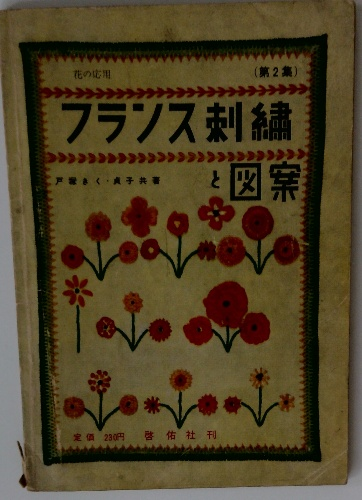 花の応用
(第2集)
フランス刺繡
と図案
戸塚きく・貞子共著
定価 230円 啓佑社刊